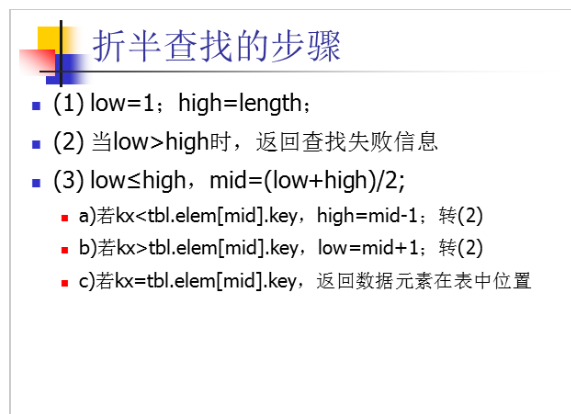 折半查找的步骤
(1) low=1；high=length；
(2) 当low>high时，返回查找失败信息
(3) low≤high，mid=(low+high)/2;
a)若kx<tbl.elem[mid].key，high=mid-1；转(2)
b)若kx>tbl.elem[mid].key，low=mid+1；转(2)
c)若kx=tbl.elem[mid].key，返回数据元素在表中位置